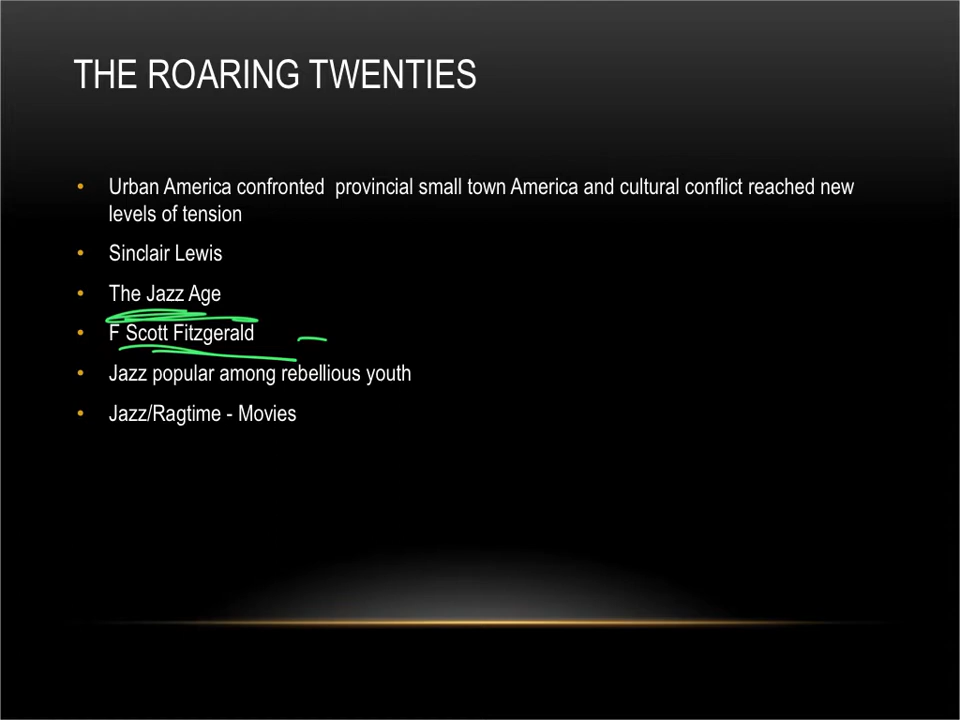 THE ROARING TWENTIES
• Urban America confronted provincial small town America and cultural conflict reached new
levels of tension
• Sinclair Lewis
• The Jazz Age
• F Scott Fitzgerald
• Jazz popular among rebellious youth
• Jazz/Ragtime - Movies